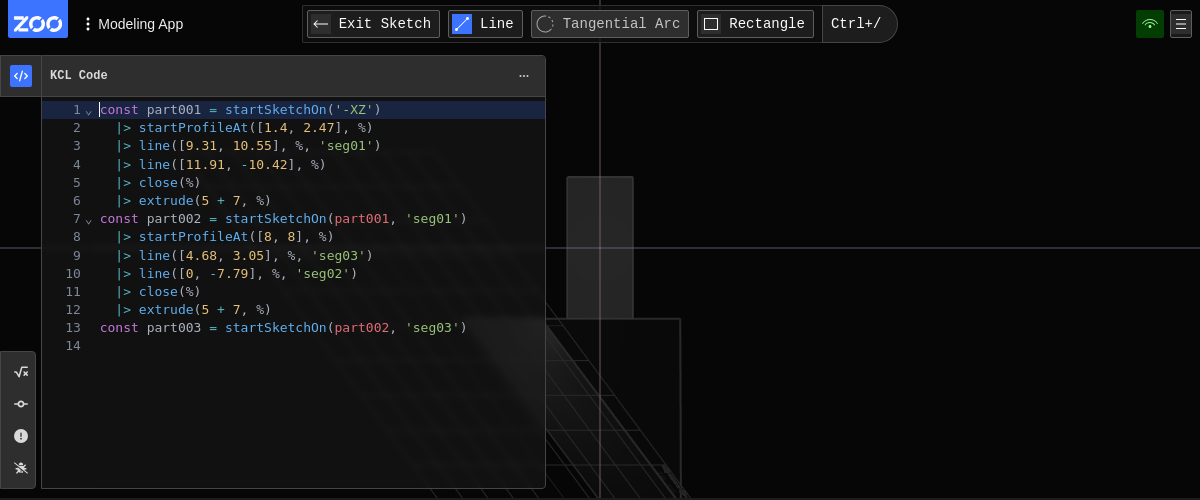 ZOO
Modeling App
Exit Sketch
Line
Tangential Arc
Rectangle
Ctrl+/
KCL Code
1 const part001 = startSketchOn('-XZ')
2   |> startProfileAt([1.4, 2.47], %)
3   |> line([9.31, 10.55], %, 'seg01')
4   |> line([11.91, -10.42], %)
5   |> close(%)
6   |> extrude(5 + 7, %)
7 const part002 = startSketchOn(part001, 'seg01')
8   |> startProfileAt([8, 8], %)
9   |> line([4.68, 3.05], %, 'seg03')
10   |> line([0, -7.79], %, 'seg02')
11   |> close(%)
12   |> extrude(5 + 7, %)
13 const part003 = startSketchOn(part002, 'seg03')
14